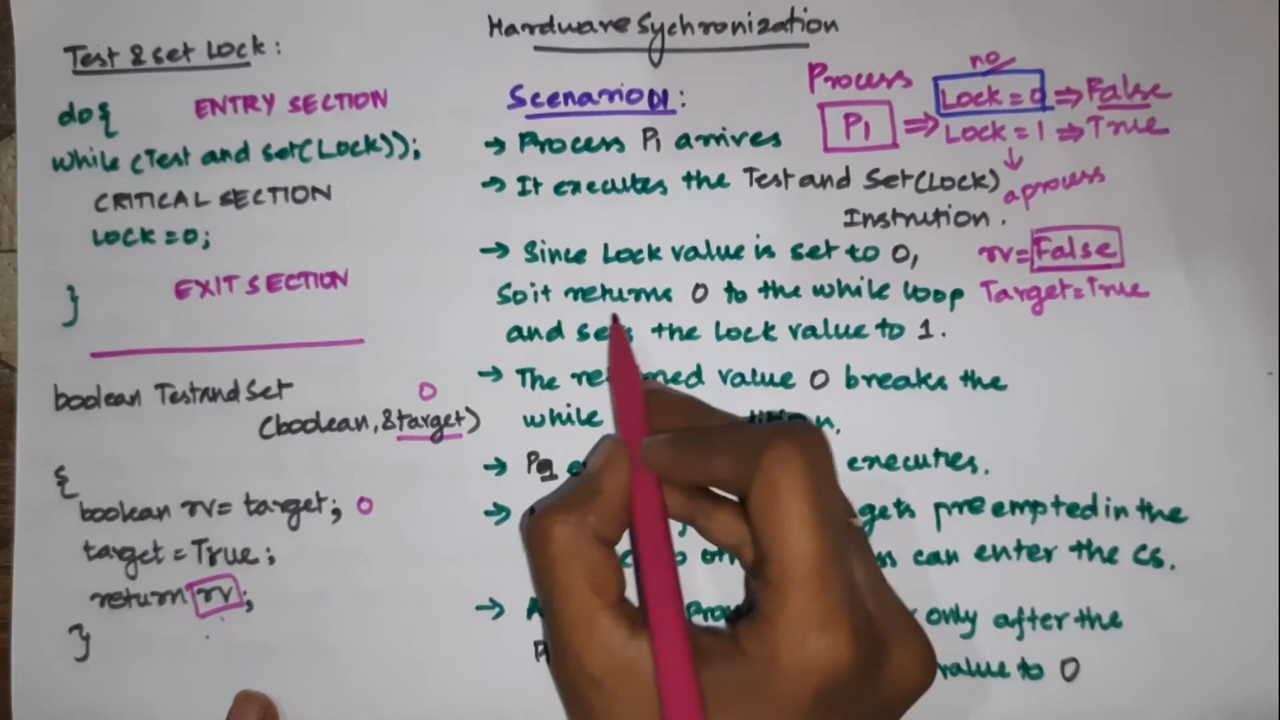 Hardware Sychronization
Test & set Lock :
do{ ENTRY SECTION
while (Test and set(Lock));
CRITICAL SECTION
LOCK = 0;
EXIT SECTION
}
boolean TestandSet 0
(boolean, &target)
{
boolean rv = target; 0
target = True;
return rv;
}
Scenario 01 :
→ Process P1 arrives
→ It executes the Test and Set(Lock)
Instrution.
→ Since Lock value is set to 0,
So it returns 0 to the while loop
and sets the Lock value to 1.
→ The returned value 0 breaks the
while
→ executies.
→ gets preempted in the
can enter the CS.
→ only after the
value to 0
no
Process Lock = 0 ⇒ False
P1 ⇒ Lock = 1 ⇒ True
↓
a process
rv = False
Target = True